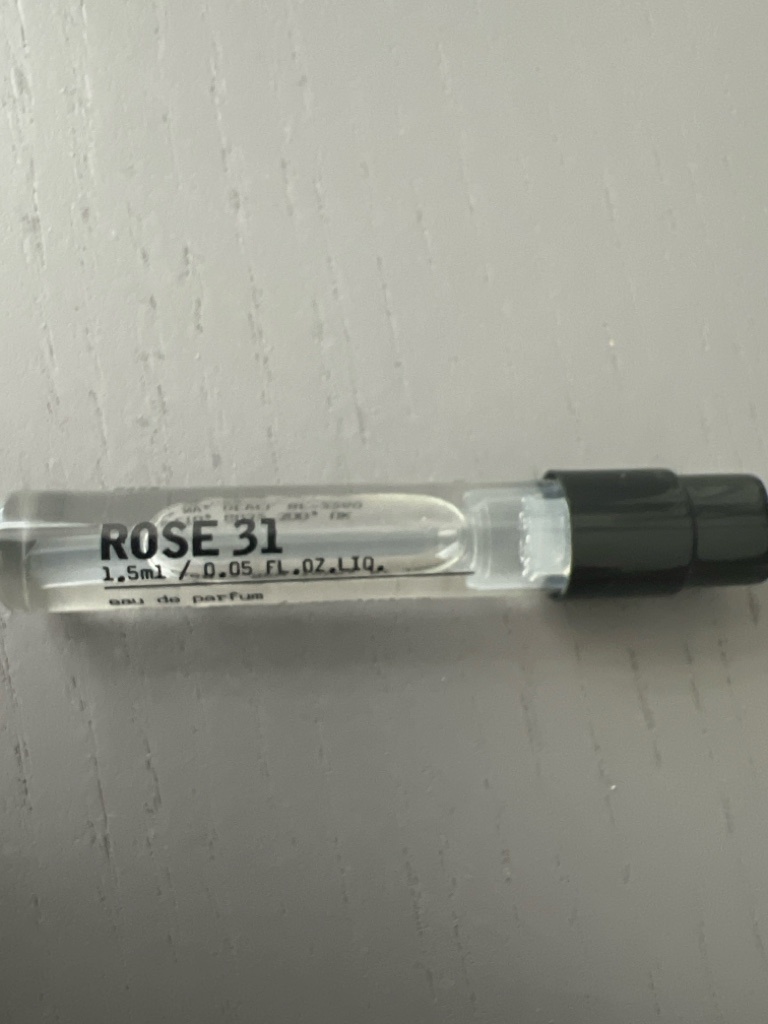 ROSE 31
1.5ml / 0.05 FL.OZ.LIQ.
eau de parfum